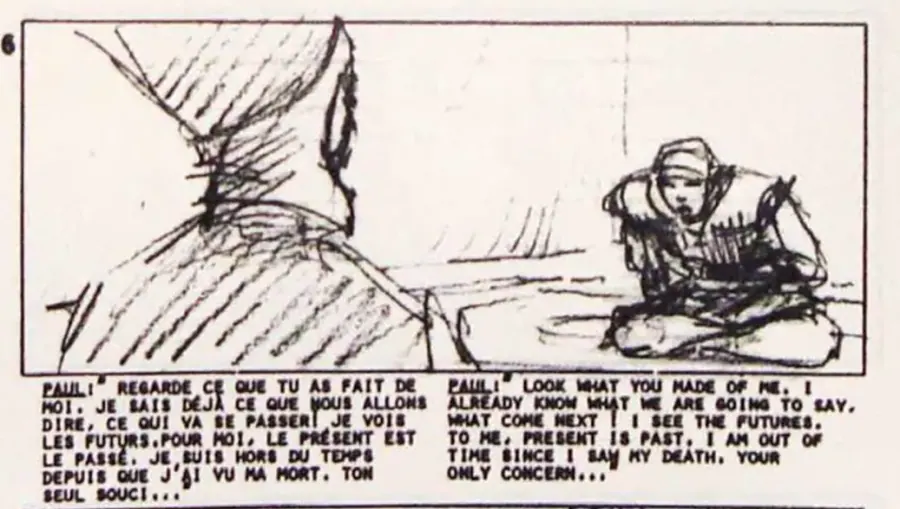 6
PAUL:" REGARDE CE QUE TU AS FAIT DE
MOI. JE SAIS DÉJÀ CE QUE NOUS ALLONS
DIRE, CE QUI VA SE PASSER! JE VOIS
LES FUTURS.POUR MOI, LE PRÉSENT EST
LE PASSÉ. JE SUIS HORS DU TEMPS
DEPUIS QUE J'AI VU MA MORT. TON
SEUL SOUCI..."
PAUL:" LOOK WHAT YOU MADE OF ME. I
ALREADY KNOW WHAT WE ARE GOING TO SAY,
WHAT COME NEXT ! I SEE THE FUTURES.
TO ME, PRESENT IS PAST. I AM OUT OF
TIME SINCE I SAW MY DEATH. YOUR
ONLY CONCERN..."